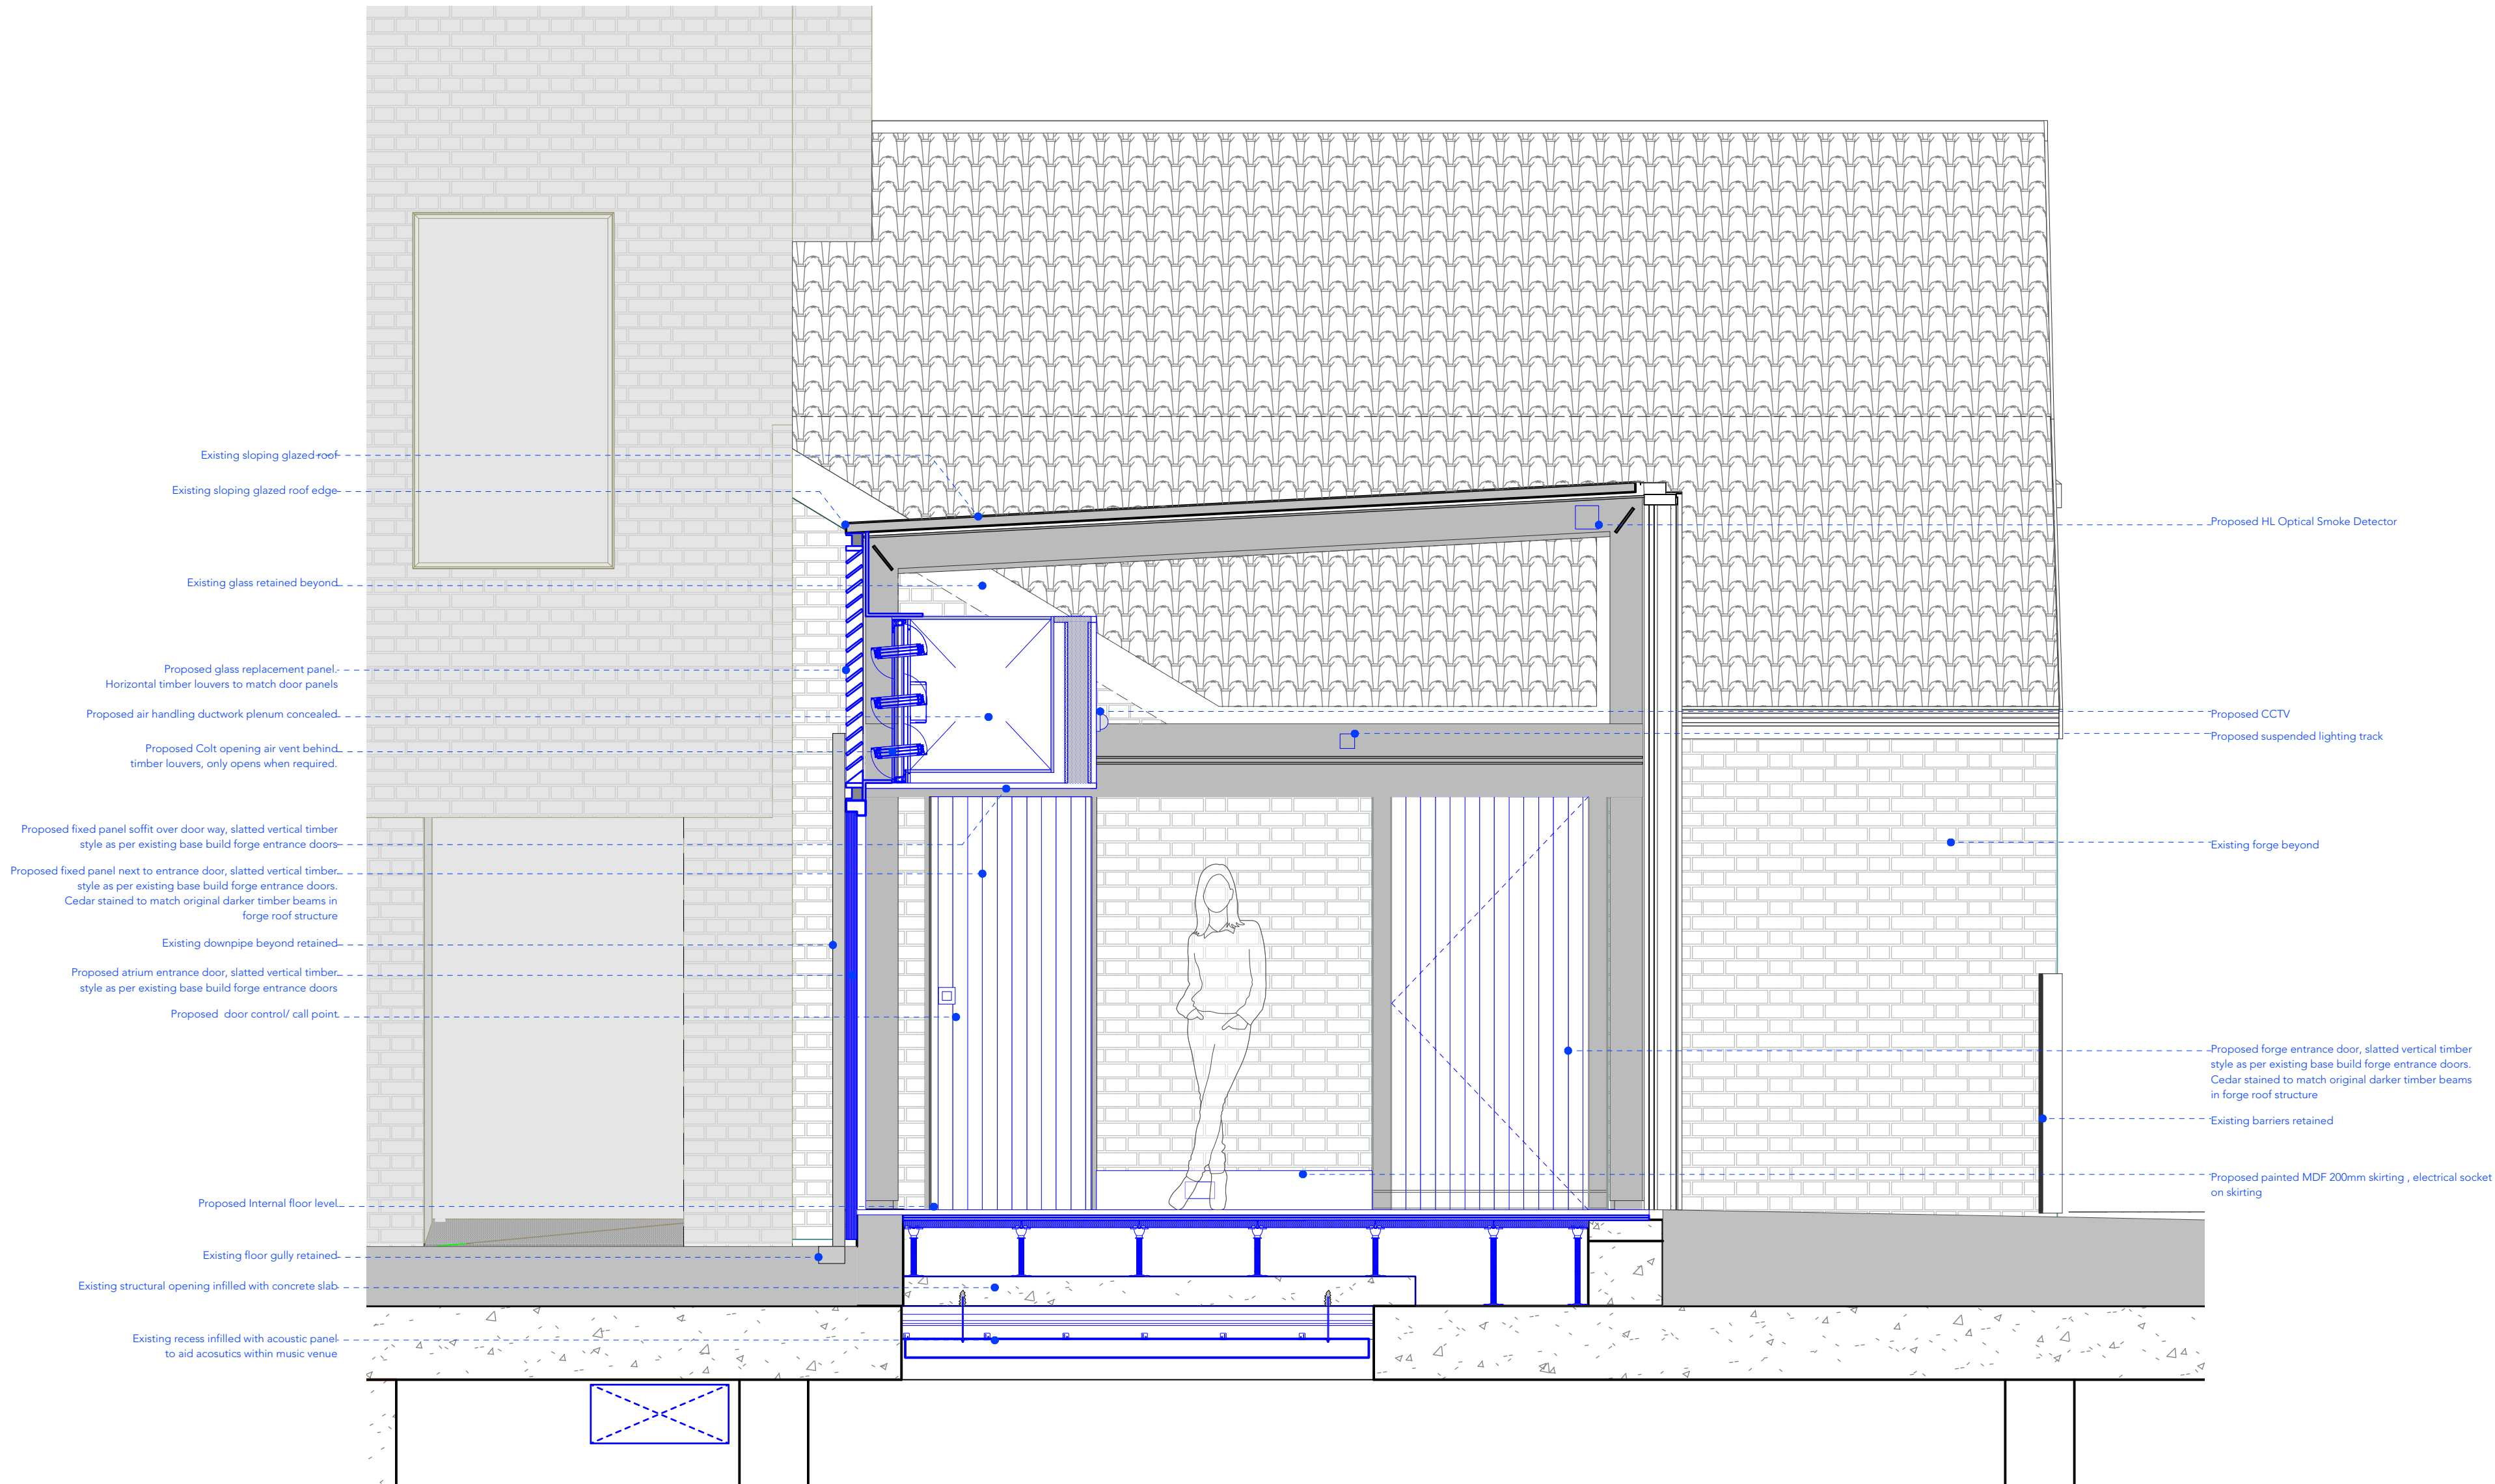 Existing sloping glazed roof
Existing sloping glazed roof edge
Existing glass retained beyond
Proposed glass replacement panel.
Horizontal timber louvers to match door panels
Proposed air handling ductwork plenum concealed
Proposed Colt opening air vent behind
timber louvers, only opens when required.
Proposed fixed panel soffit over door way, slatted vertical timber
style as per existing base build forge entrance doors
Proposed fixed panel next to entrance door, slatted vertical timber
style as per existing base build forge entrance doors.
Cedar stained to match original darker timber beams in
forge roof structure
Existing downpipe beyond retained
Proposed atrium entrance door, slatted vertical timber
style as per existing base build forge entrance doors
Proposed door control/ call point
Proposed Internal floor level
Existing floor gully retained
Existing structural opening infilled with concrete slab
Existing recess infilled with acoustic panel
to aid acosutics within music venue
Proposed HL Optical Smoke Detector
Proposed CCTV
Proposed suspended lighting track
Existing forge beyond
Proposed forge entrance door, slatted vertical timber
style as per existing base build forge entrance doors.
Cedar stained to match original darker timber beams
in forge roof structure
Existing barriers retained
Proposed painted MDF 200mm skirting , electrical socket
on skirting